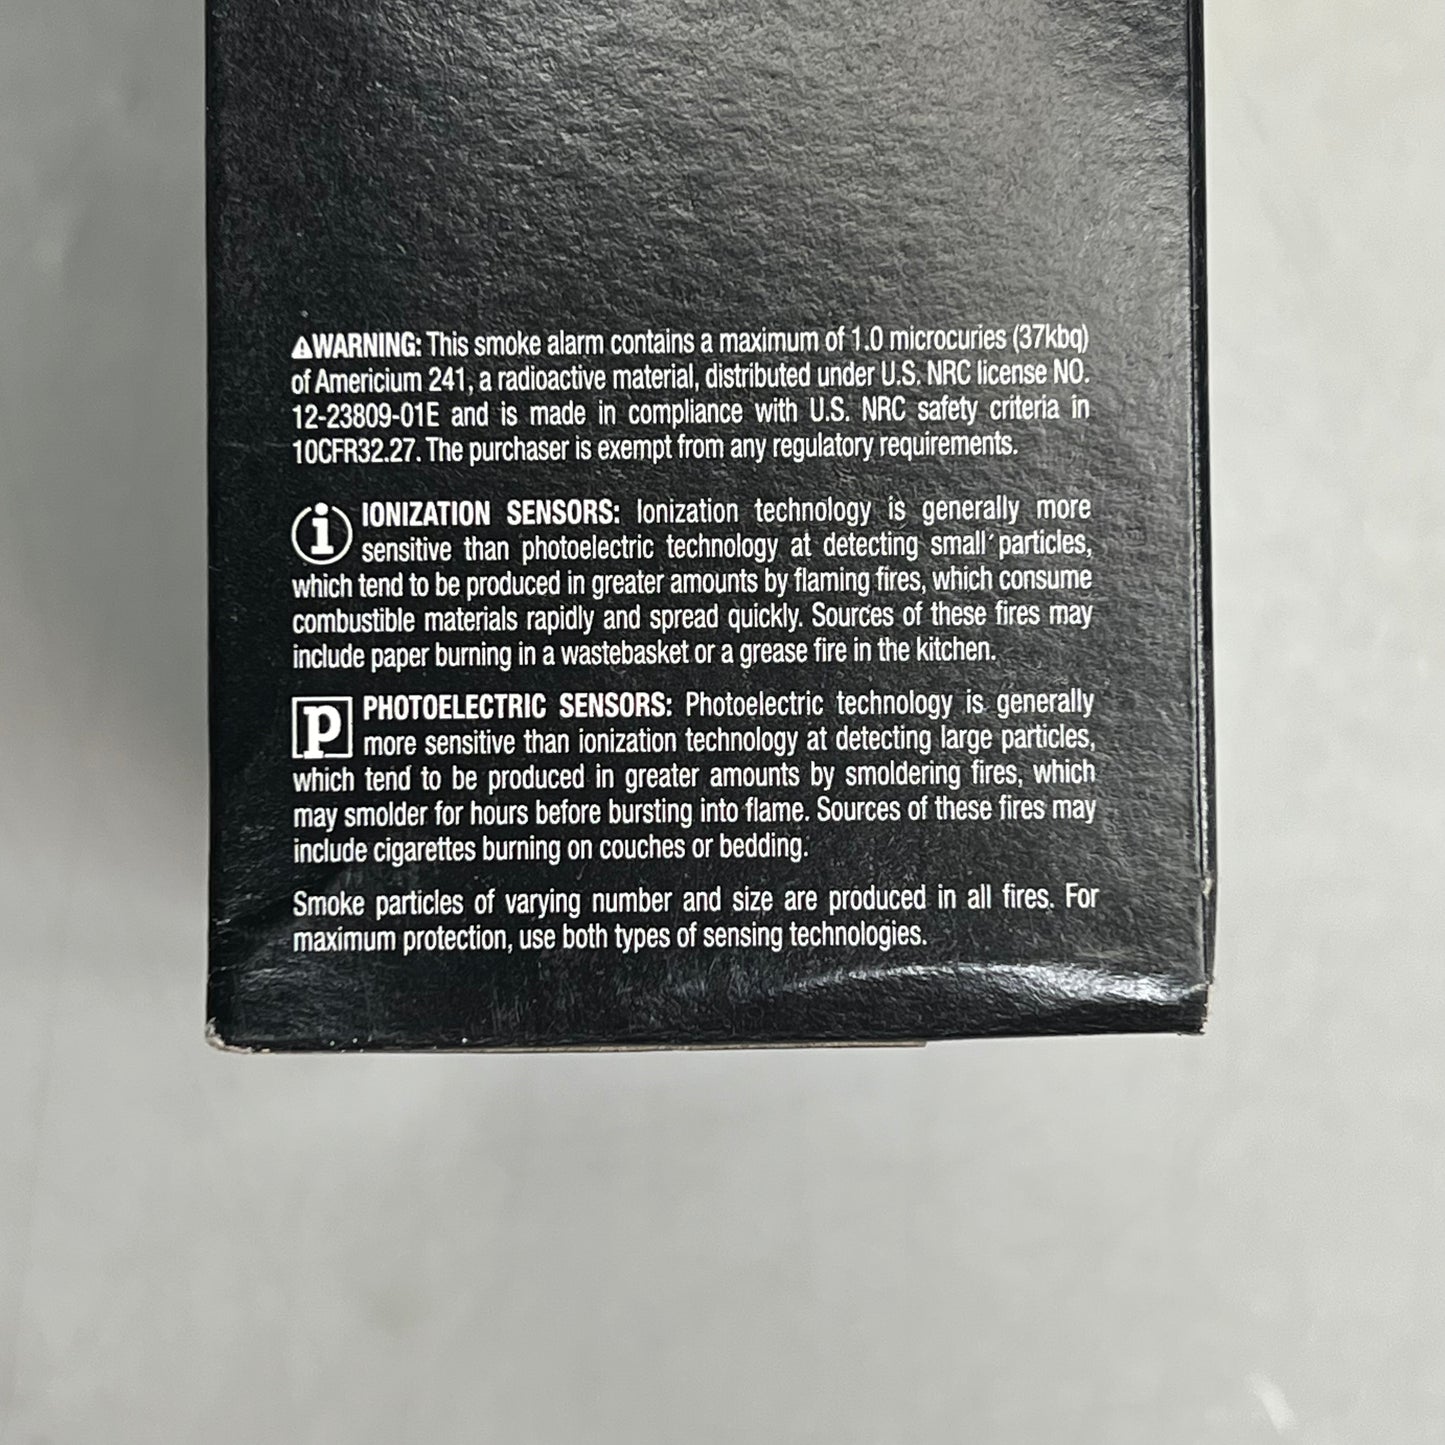 ⚠WARNING: This smoke alarm contains a maximum of 1.0 microcuries (37kbq)
of Americium 241, a radioactive material, distributed under U.S. NRC license NO.
12-23809-01E and is made in compliance with U.S. NRC safety criteria in
10CFR32.27. The purchaser is exempt from any regulatory requirements.
i IONIZATION SENSORS: Ionization technology is generally more
sensitive than photoelectric technology at detecting small particles,
which tend to be produced in greater amounts by flaming fires, which consume
combustible materials rapidly and spread quickly. Sources of these fires may
include paper burning in a wastebasket or a grease fire in the kitchen.
P PHOTOELECTRIC SENSORS: Photoelectric technology is generally
more sensitive than ionization technology at detecting large particles,
which tend to be produced in greater amounts by smoldering fires, which
may smolder for hours before bursting into flame. Sources of these fires may
include cigarettes burning on couches or bedding.
Smoke particles of varying number and size are produced in all fires. For
maximum protection, use both types of sensing technologies.